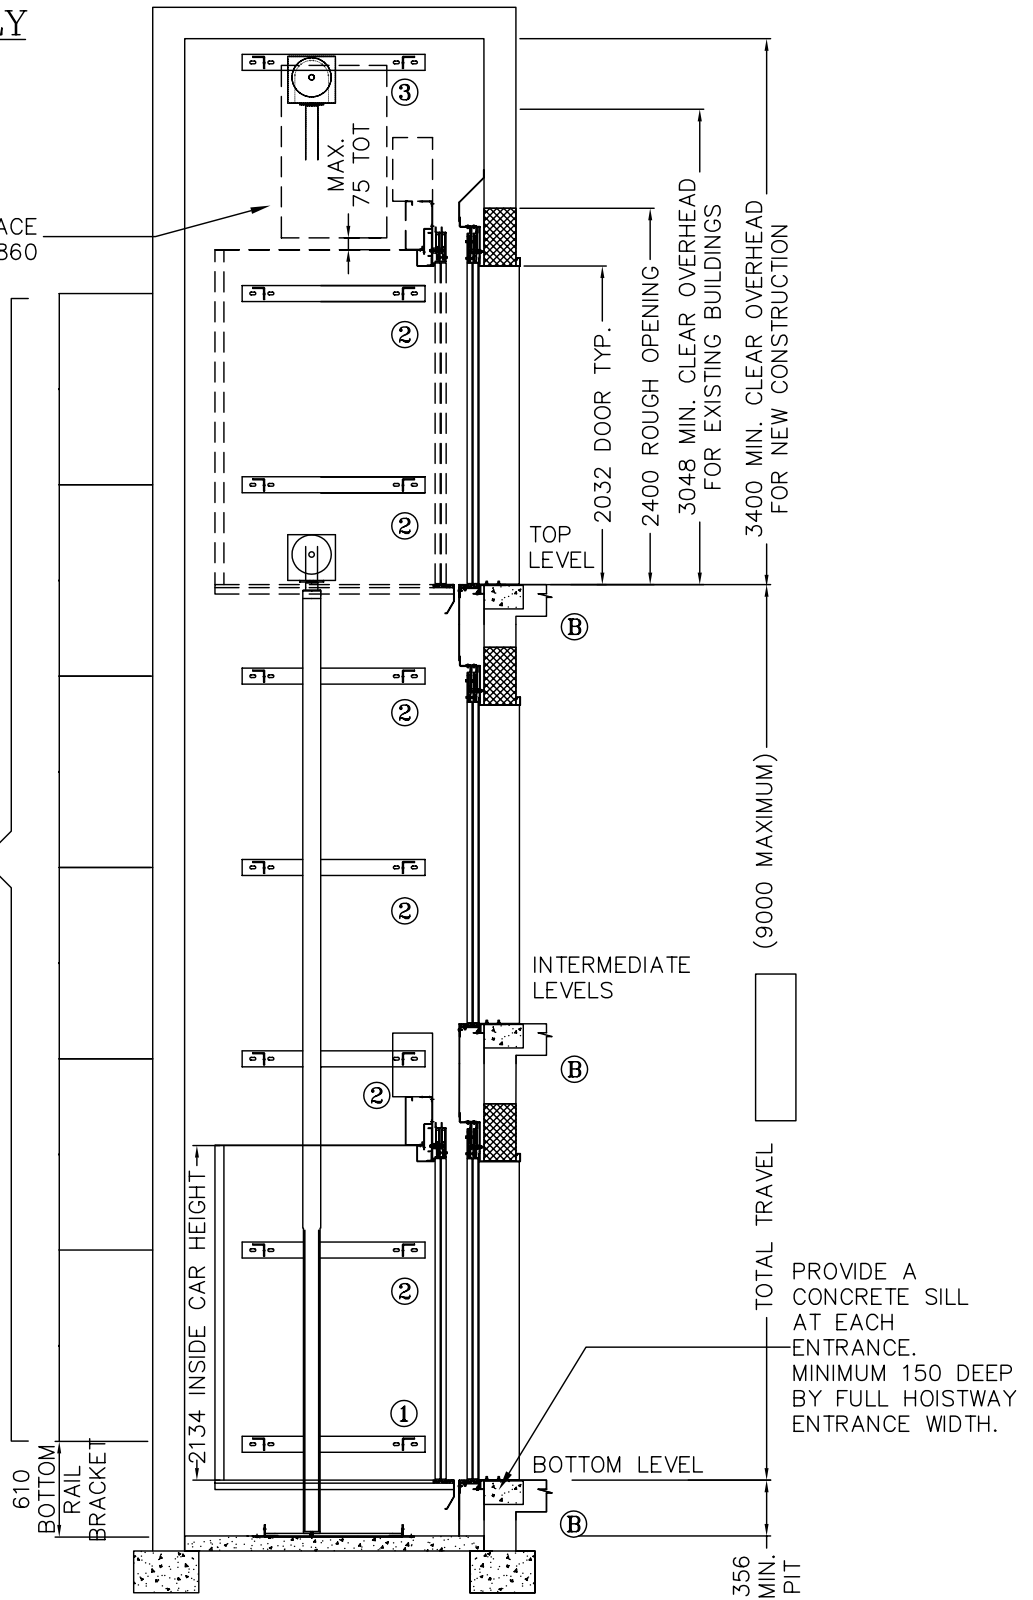 LY
ACE
860
3
MAX.
75 TOT
2
2
2
2
2
2
1
2032 DOOR TYP.
2400 ROUGH OPENING
3048 MIN. CLEAR OVERHEAD
FOR EXISTING BUILDINGS
3400 MIN. CLEAR OVERHEAD
FOR NEW CONSTRUCTION
TOP
LEVEL
B
(9000 MAXIMUM)
TOTAL TRAVEL
INTERMEDIATE
LEVELS
B
2134 INSIDE CAR HEIGHT
PROVIDE A
CONCRETE SILL
AT EACH
ENTRANCE.
MINIMUM 150 DEEP
BY FULL HOISTWAY
ENTRANCE WIDTH.
BOTTOM LEVEL
B
610
BOTTOM
RAIL
BRACKET
356
MIN.
PIT